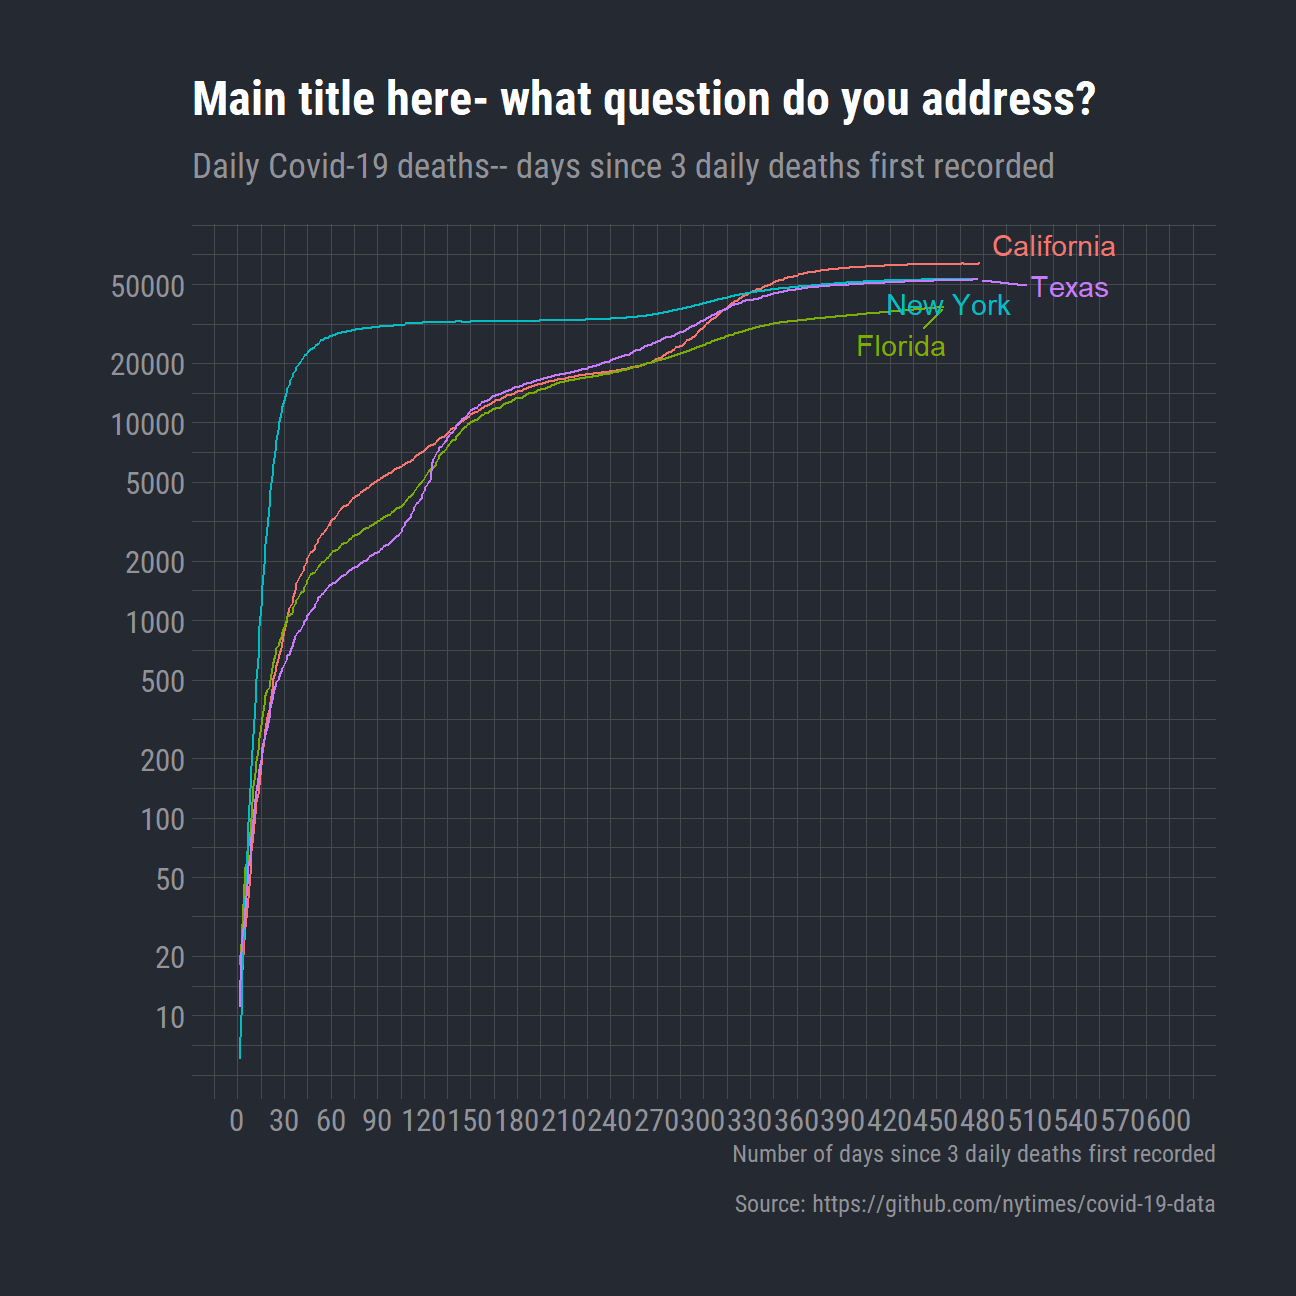 Main title here- what question do you address?
Daily Covid-19 deaths-- days since 3 daily deaths first recorded
California
50000
Texas
New York
Florida
20000
10000
5000
2000
1000
500
200
100
50
20
10
0 30 60 90 120 150 180 210 240 270 300 330 360 390 420 450 480 510 540 570 600
Number of days since 3 daily deaths first recorded
Source: https://github.com/nytimes/covid-19-data